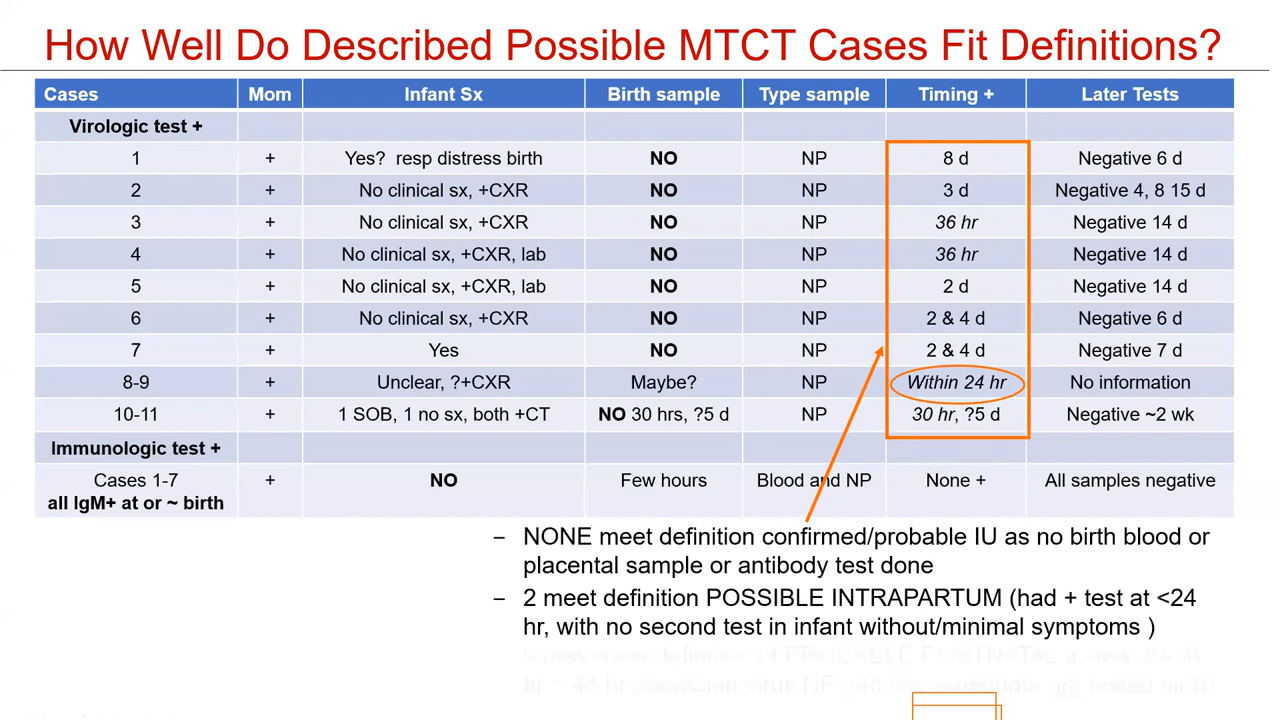 How Well Do Described Possible MTCT Cases Fit Definitions?
Cases Mom Infant Sx Birth sample Type sample Timing + Later Tests
Virologic test +
1 + Yes? resp distress birth NO NP 8 d Negative 6 d
2 + No clinical sx, +CXR NO NP 3 d Negative 4, 8 15 d
3 + No clinical sx, +CXR NO NP 36 hr Negative 14 d
4 + No clinical sx, +CXR, lab NO NP 36 hr Negative 14 d
5 + No clinical sx, +CXR, lab NO NP 2 d Negative 14 d
6 + No clinical sx, +CXR NO NP 2 & 4 d Negative 6 d
7 + Yes NO NP 2 & 4 d Negative 7 d
8-9 + Unclear, ?+CXR Maybe? NP Within 24 hr No information
10-11 + 1 SOB, 1 no sx, both +CT NO 30 hrs, ?5 d NP 30 hr, ?5 d Negative ~2 wk
Immunologic test +
Cases 1-7 + NO Few hours Blood and NP None + All samples negative
all IgM+ at or ~ birth
– NONE meet definition confirmed/probable IU as no birth blood or
placental sample or antibody test done
– 2 meet definition POSSIBLE INTRAPARTUM (had + test at <24
hr, with no second test in infant without/minimal symptoms )
may meet definition of PROBABLE POSTNATAL